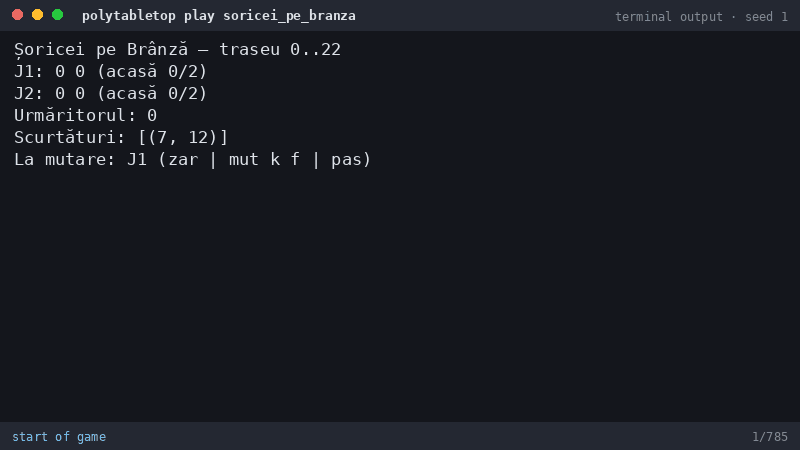 polytabletop play soricei_pe_branza
terminal output · seed 1
Șoricei pe Brânză — traseu 0..22
J1: 0 0 (acasă 0/2)
J2: 0 0 (acasă 0/2)
Urmăritorul: 0
Scurtături: [(7, 12)]
La mutare: J1 (zar | mut k f | pas)
start of game
1/785